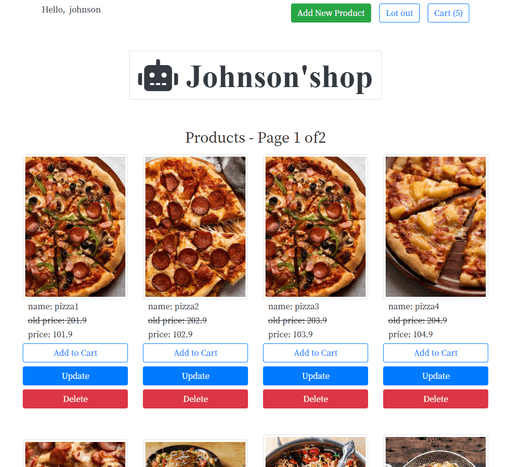 Hello, johnson
Add New Product
Lot out
Cart (5)
Johnson'shop
Products - Page 1 of2
name: pizza1
old price: 201.9
price: 101.9
Add to Cart
Update
Delete
name: pizza2
old price: 202.9
price: 102.9
Add to Cart
Update
Delete
name: pizza3
old price: 203.9
price: 103.9
Add to Cart
Update
Delete
name: pizza4
old price: 204.9
price: 104.9
Add to Cart
Update
Delete